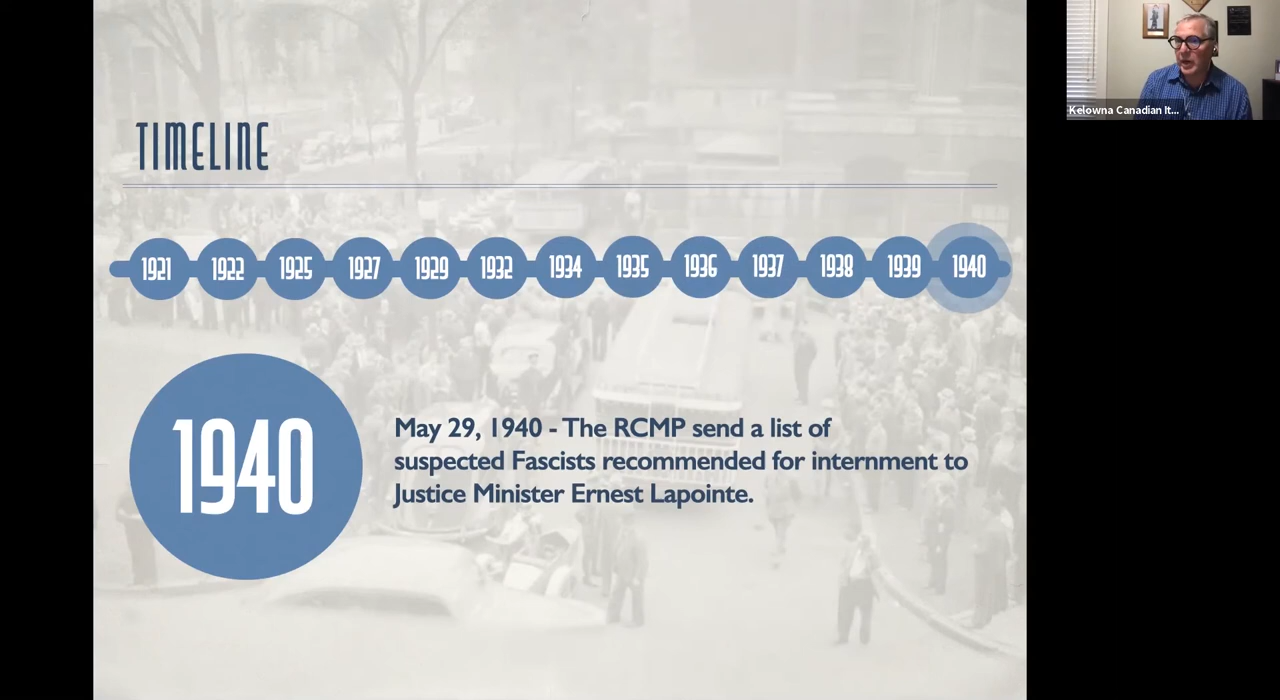 TIMELINE
1921 1922 1925 1927 1929 1932 1934 1935 1936 1937 1938 1939 1940
1940
May 29, 1940 - The RCMP send a list of
suspected Fascists recommended for internment to
Justice Minister Ernest Lapointe.
Kelowna Canadian It...